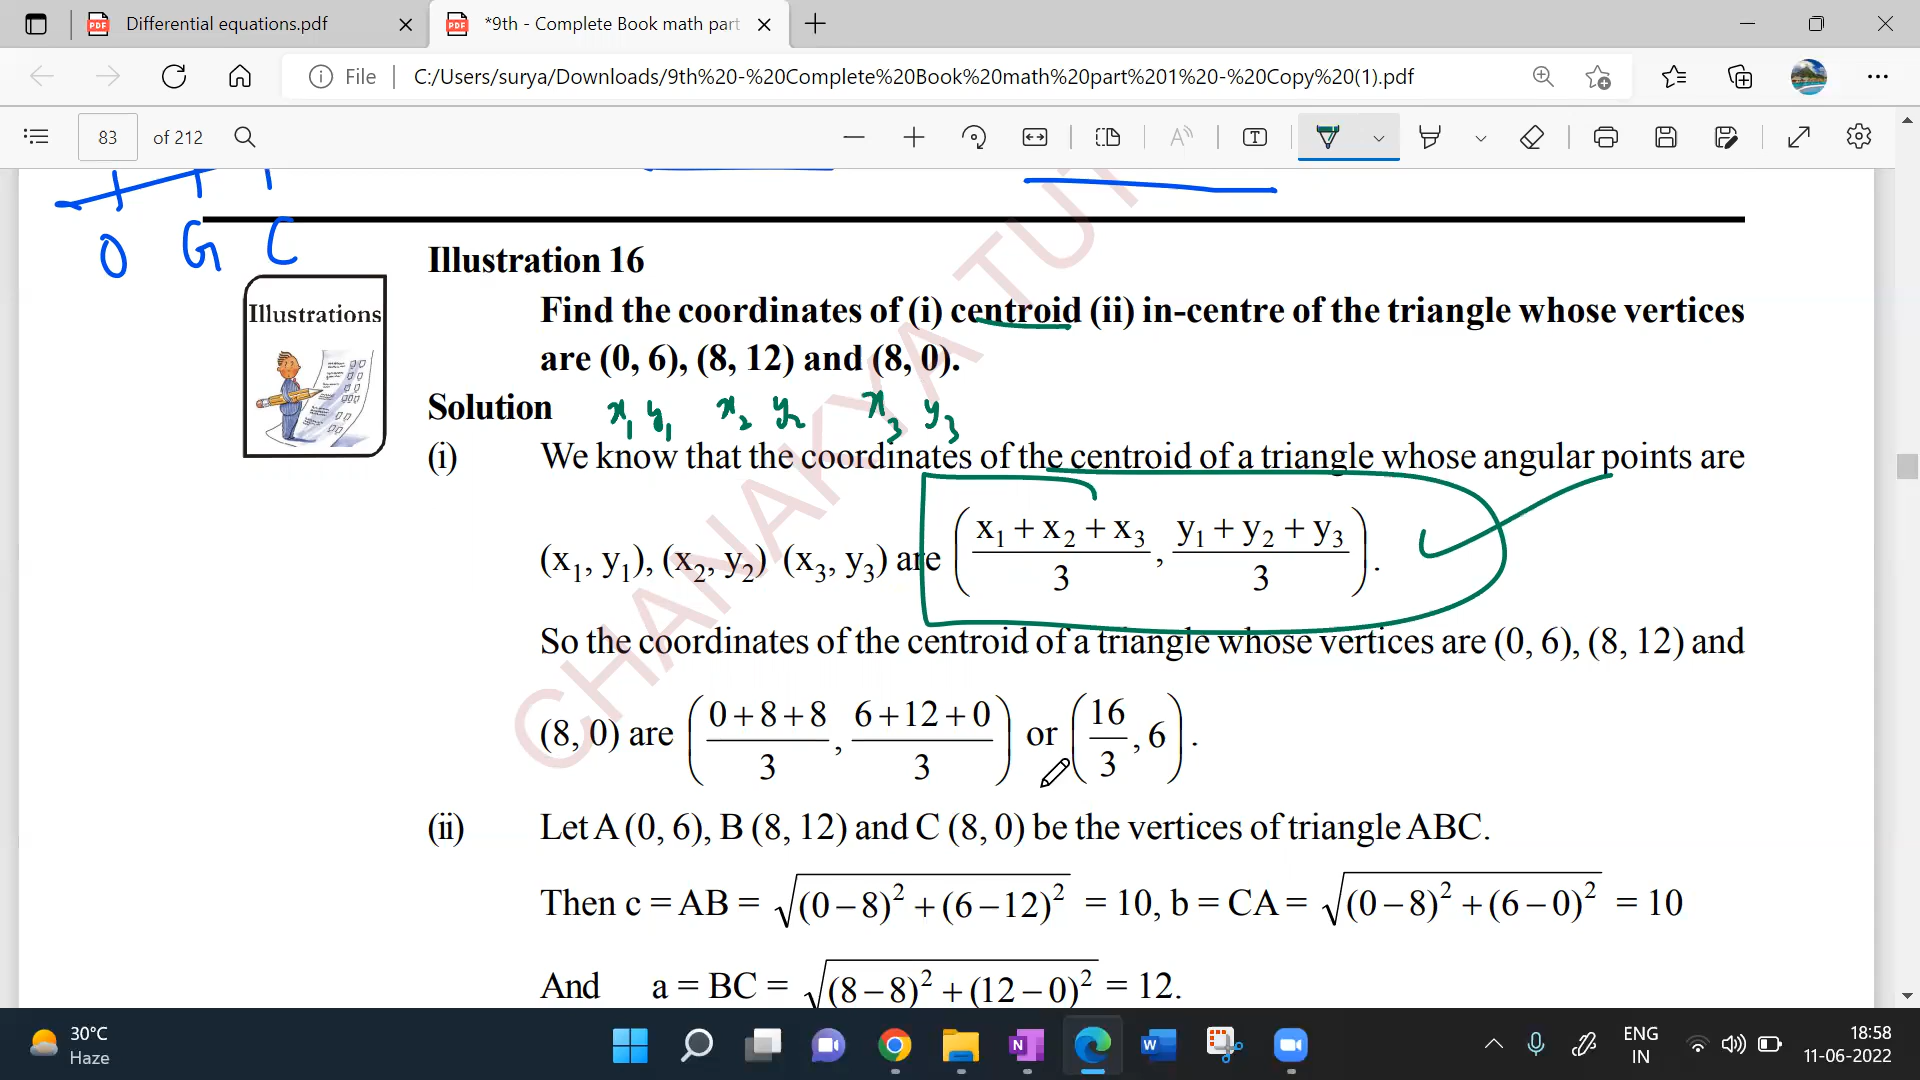 Differential equations.pdf
*9th - Complete Book math part
File
C:/Users/surya/Downloads/9th%20-%20Complete%20Book%20math%20part%201%20-%20Copy%20(1).pdf
83 of 212
O G C
Illustration 16
Illustrations
Find the coordinates of (i) centroid (ii) in-centre of the triangle whose vertices
are (0, 6), (8, 12) and (8, 0).
Solution
x₁ y₁ x₂ y₂ x₃ y₃
(i) We know that the coordinates of the centroid of a triangle whose angular points are
(x₁, y₁), (x₂, y₂) (x₃, y₃) are ((x₁ + x₂ + x₃)/3, (y₁ + y₂ + y₃)/3).
So the coordinates of the centroid of a triangle whose vertices are (0, 6), (8, 12) and
(8, 0) are ((0+8+8)/3, (6+12+0)/3) or (16/3, 6).
(ii) Let A (0, 6), B (8, 12) and C (8, 0) be the vertices of triangle ABC.
Then c = AB = √((0−8)² + (6−12)²) = 10, b = CA = √((0−8)² + (6−0)²) = 10
And a = BC = √((8−8)² + (12−0)²) = 12.
CHANAKYA TUT
30°C
Haze
ENG
IN
18:58
11-06-2022